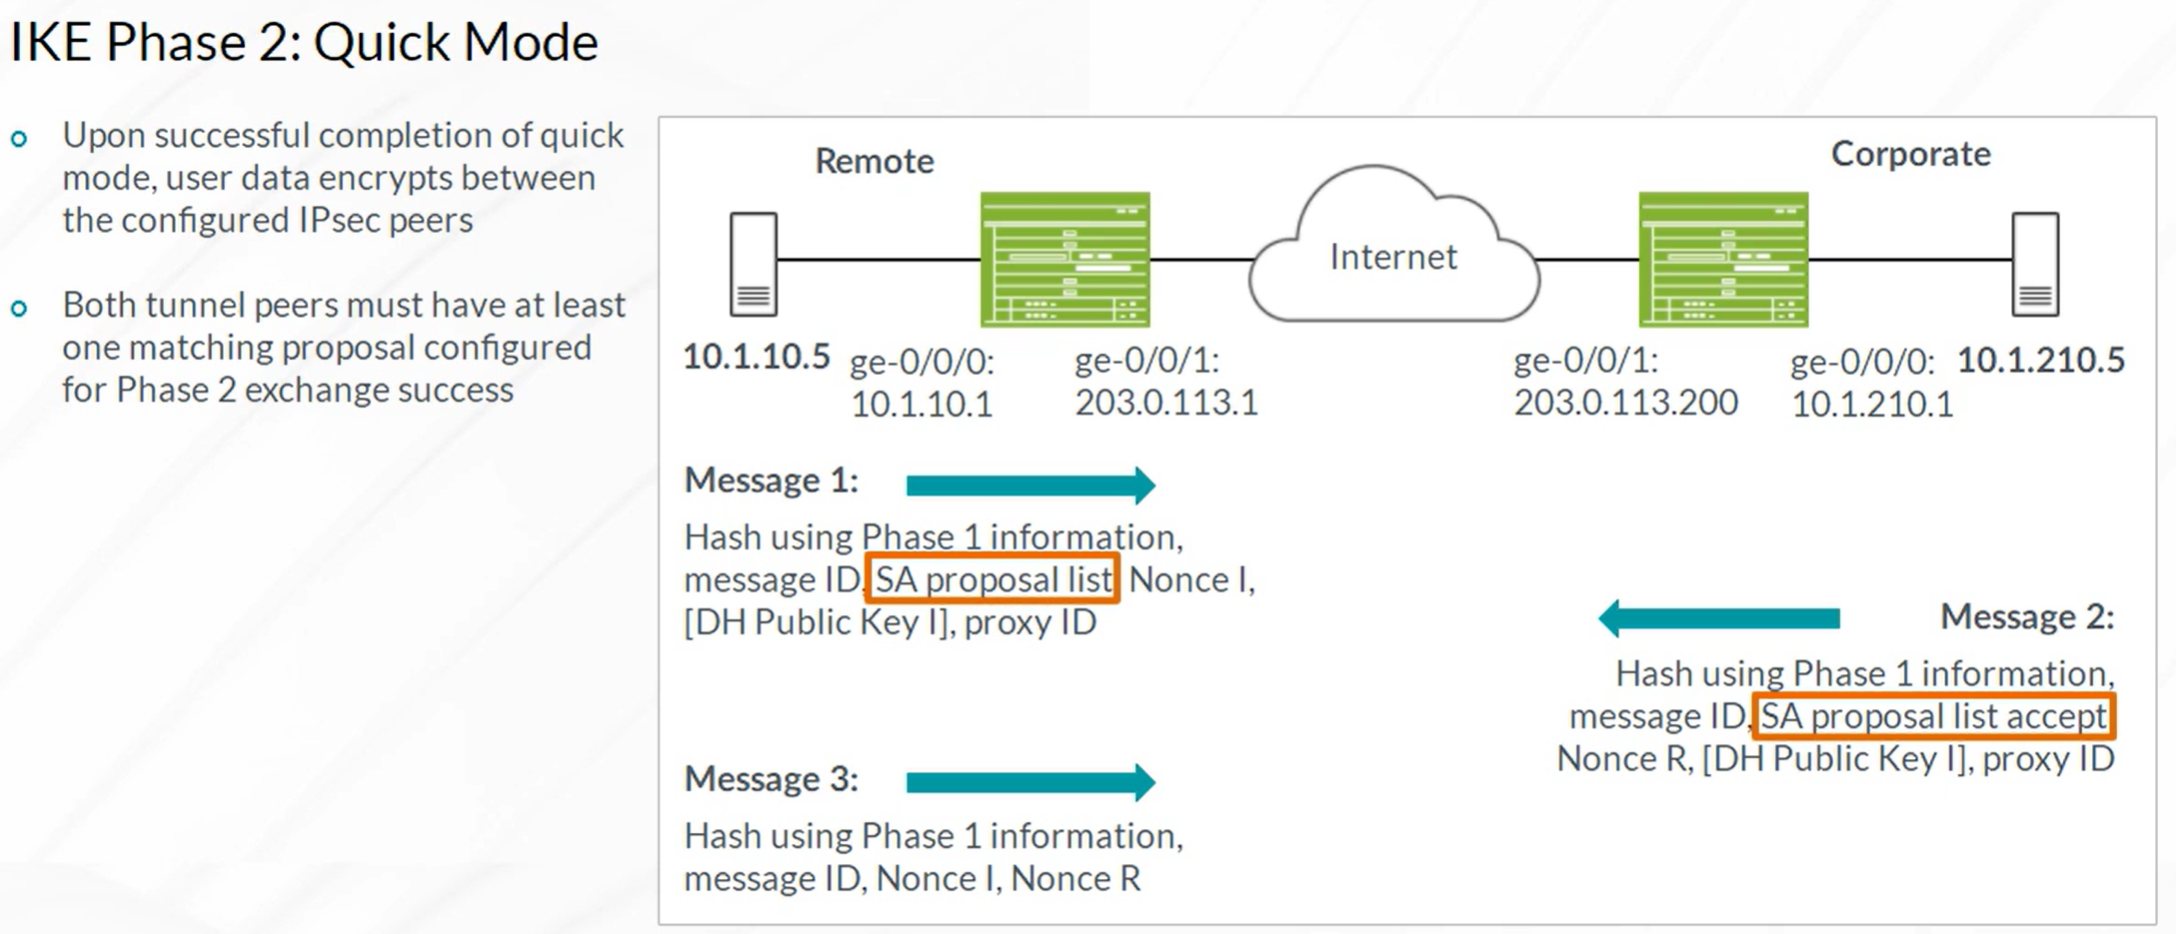 IKE Phase 2: Quick Mode
Upon successful completion of quick
mode, user data encrypts between
the configured IPsec peers
Both tunnel peers must have at least
one matching proposal configured
for Phase 2 exchange success
Remote
Corporate
Internet
10.1.10.5
ge-0/0/0:
10.1.10.1
ge-0/0/1:
203.0.113.1
ge-0/0/1:
203.0.113.200
ge-0/0/0:
10.1.210.1
10.1.210.5
Message 1:
Hash using Phase 1 information,
message ID, SA proposal list Nonce I,
[DH Public Key I], proxy ID
Message 2:
Hash using Phase 1 information,
message ID, SA proposal list accept
Nonce R, [DH Public Key I], proxy ID
Message 3:
Hash using Phase 1 information,
message ID, Nonce I, Nonce R